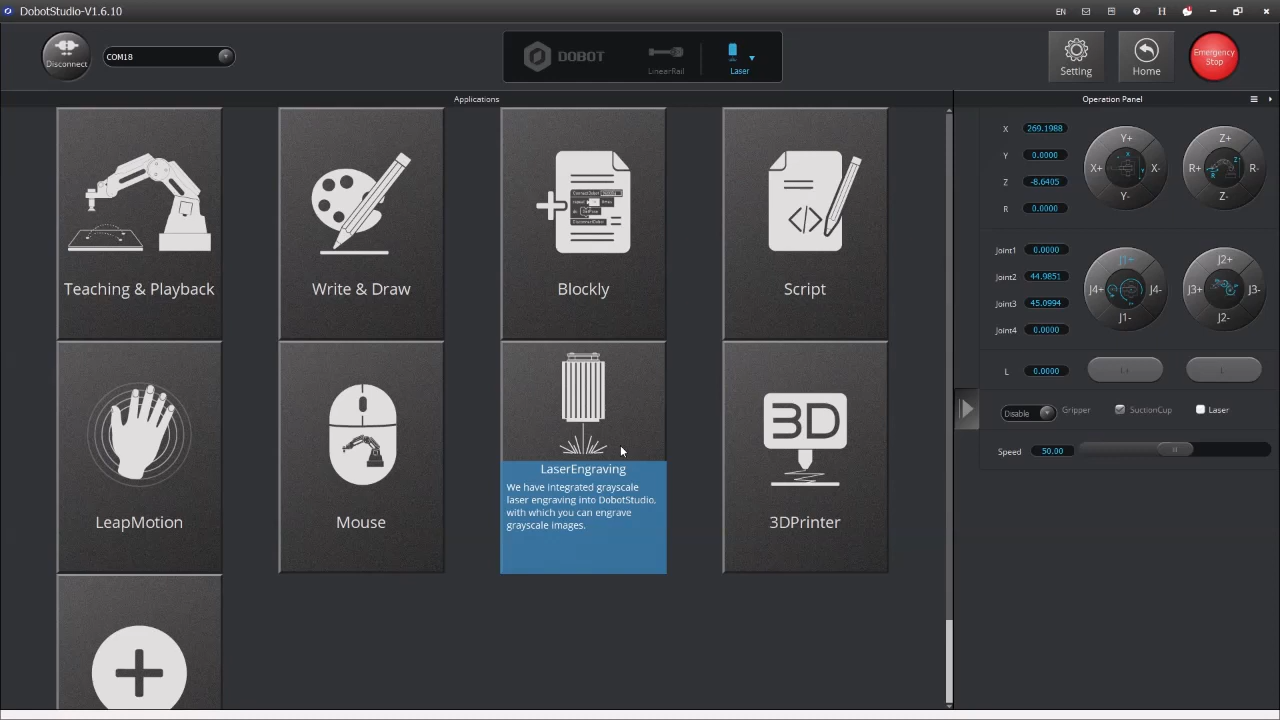 DobotStudio-V1.6.10
EN
H
Disconnect
COM18
DOBOT
LinearRail
Laser
Setting
Home
Emergency
Stop
Applications
Teaching & Playback
Write & Draw
Blockly
Script
LeapMotion
Mouse
LaserEngraving
We have integrated grayscale
laser engraving into DobotStudio,
with which you can engrave
grayscale images.
3D
3DPrinter
Operation Panel
X 269.1988
Y 0.0000
Z -8.6405
R 0.0000
Y+
X+ X-
Y-
Z+
R+ R-
Z-
Joint1 0.0000
Joint2 44.9851
Joint3 45.0994
Joint4 0.0000
J1+
J4+ J4-
J1-
J2+
J3+ J3-
J2-
L 0.0000
L+
Disable Gripper SuctionCup Laser
Speed 50.00